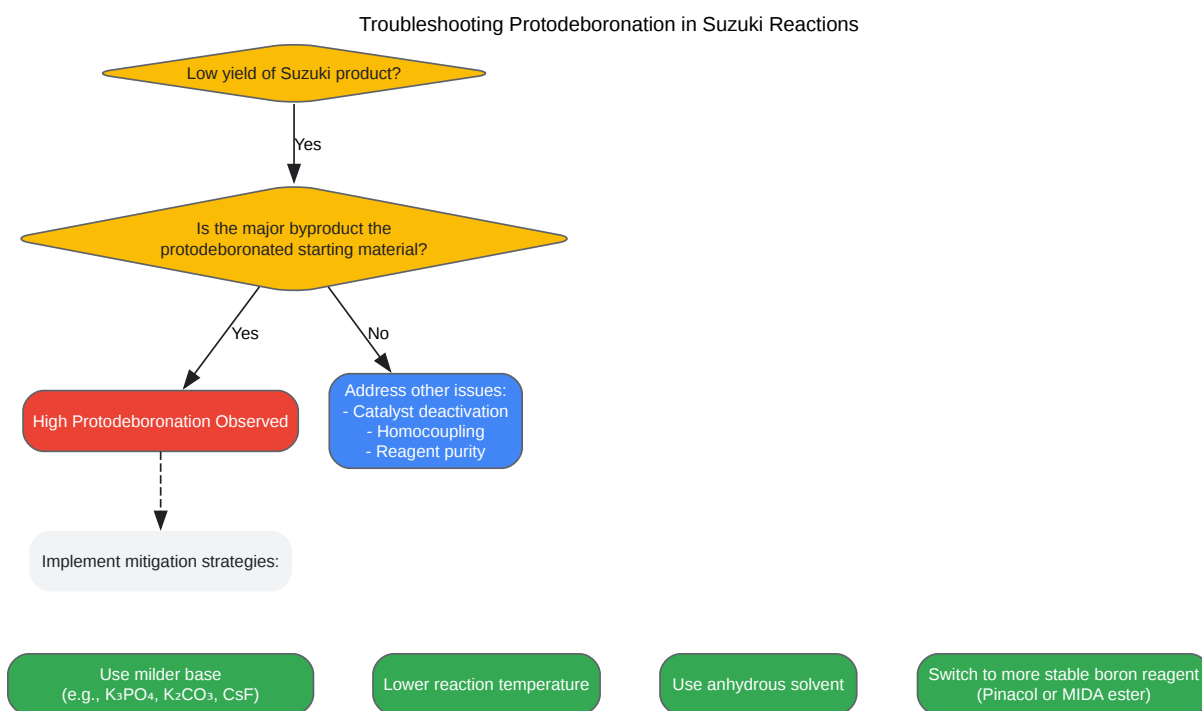 Troubleshooting Protodeboronation in Suzuki Reactions
Low yield of Suzuki product?
Yes
Is the major byproduct the
protodeboronated starting material?
Yes
No
High Protodeboronation Observed
Address other issues:
- Catalyst deactivation
- Homocoupling
- Reagent purity
Implement mitigation strategies:
Use milder base
(e.g., K₃PO₄, K₂CO₃, CsF)
Lower reaction temperature
Use anhydrous solvent
Switch to more stable boron reagent
(Pinacol or MIDA ester)